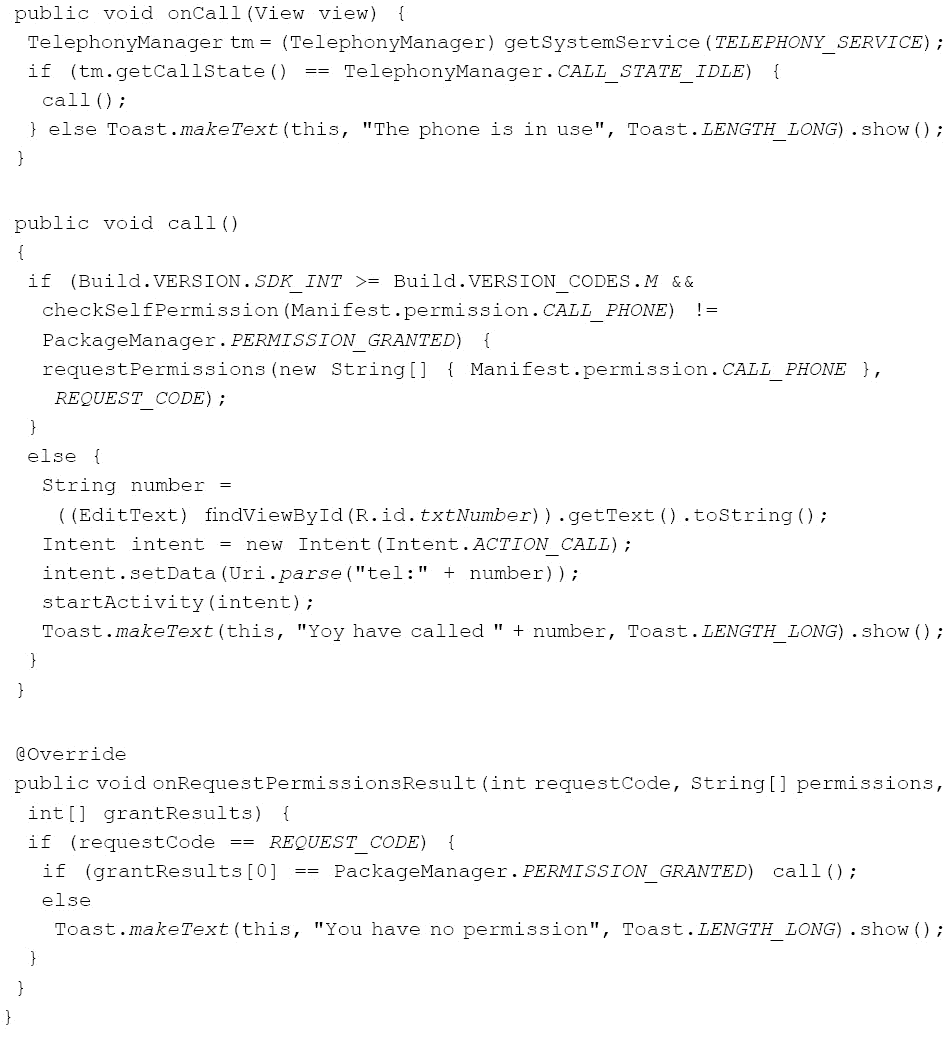 public void onCall(View view) {
TelephonyManager tm = (TelephonyManager) getSystemService(TELEPHONY_SERVICE);
if (tm.getCallState() == TelephonyManager.CALL_STATE_IDLE) {
call();
} else Toast.makeText(this, "The phone is in use", Toast.LENGTH_LONG).show();
}
public void call()
{
if (Build.VERSION.SDK_INT >= Build.VERSION_CODES.M &&
checkSelfPermission(Manifest.permission.CALL_PHONE) !=
PackageManager.PERMISSION_GRANTED) {
requestPermissions(new String[] { Manifest.permission.CALL_PHONE },
REQUEST_CODE);
}
else {
String number =
((EditText) findViewById(R.id.txtNumber)).getText().toString();
Intent intent = new Intent(Intent.ACTION_CALL);
intent.setData(Uri.parse("tel:" + number));
startActivity(intent);
Toast.makeText(this, "Yoy have called " + number, Toast.LENGTH_LONG).show();
}
}
@Override
public void onRequestPermissionsResult(int requestCode, String[] permissions,
int[] grantResults) {
if (requestCode == REQUEST_CODE) {
if (grantResults[0] == PackageManager.PERMISSION_GRANTED) call();
else
Toast.makeText(this, "You have no permission", Toast.LENGTH_LONG).show();
}
}
}